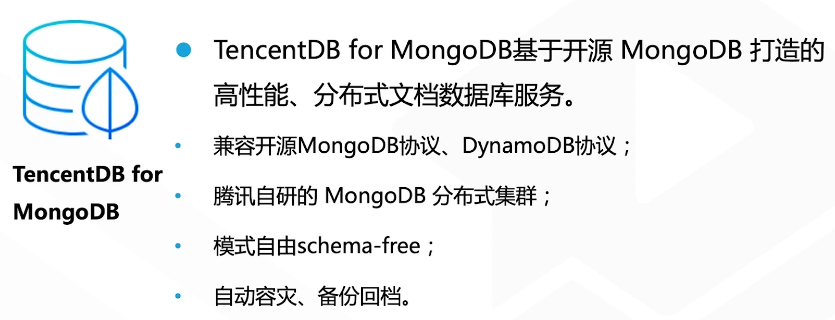 TencentDB for MongoDB基于开源 MongoDB 打造的
高性能、分布式文档数据库服务。
兼容开源MongoDB协议、DynamoDB协议；
腾讯自研的 MongoDB 分布式集群；
模式自由schema-free；
自动容灾、备份回档。
TencentDB for
MongoDB